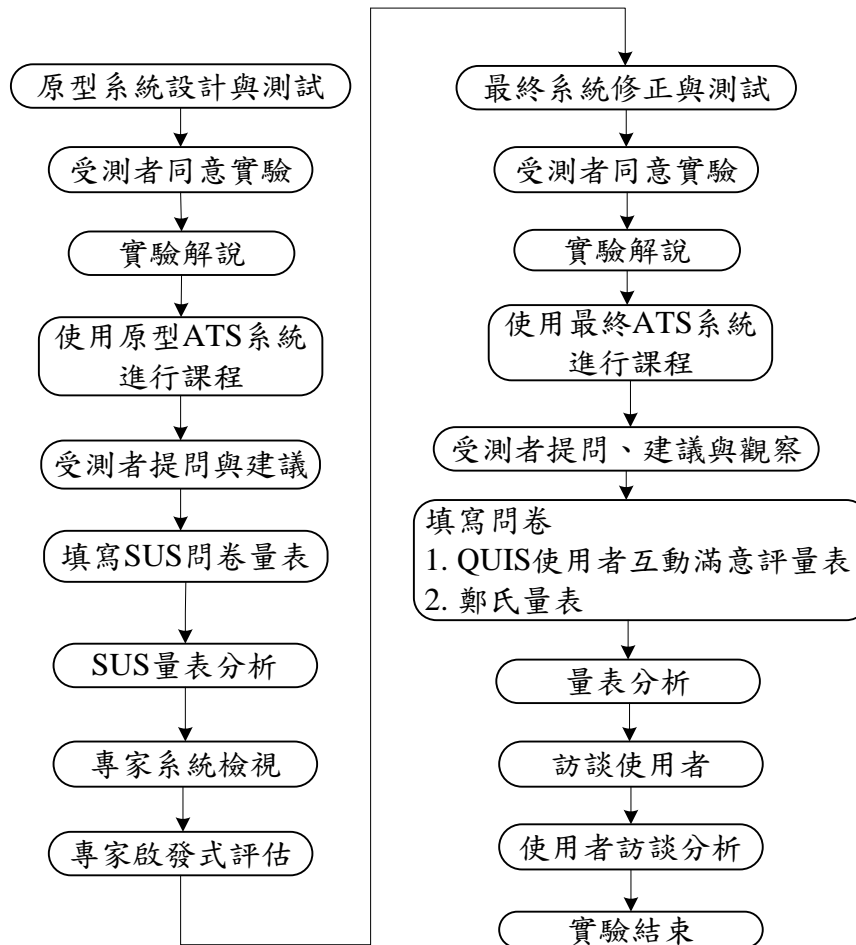 原型系統設計與測試
受測者同意實驗
實驗解說
使用原型ATS系統
進行課程
受測者提問與建議
填寫SUS問卷量表
SUS量表分析
專家系統檢視
專家啟發式評估
最終系統修正與測試
受測者同意實驗
實驗解說
使用最終ATS系統
進行課程
受測者提問、建議與觀察
填寫問卷
1. QUIS使用者互動滿意評量表
2. 鄭氏量表
量表分析
訪談使用者
使用者訪談分析
實驗結束